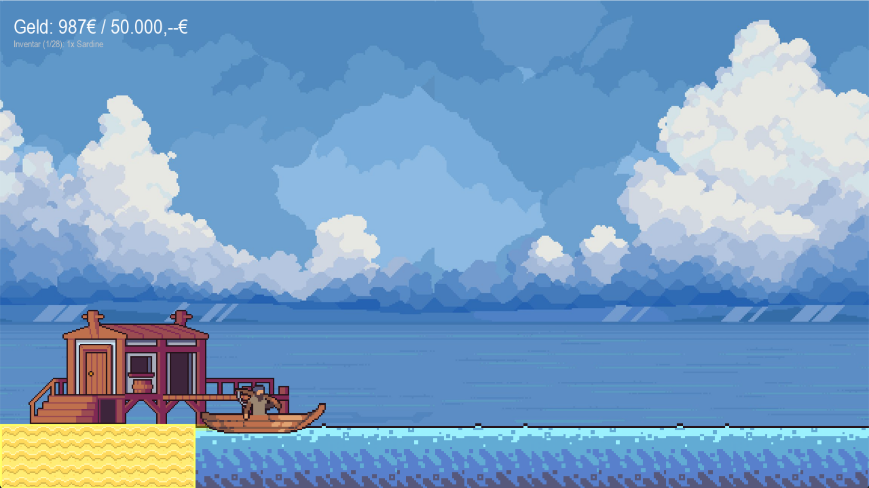 Geld: 987€ / 50.000,--€
Inventar (1/28): 1x Sardine